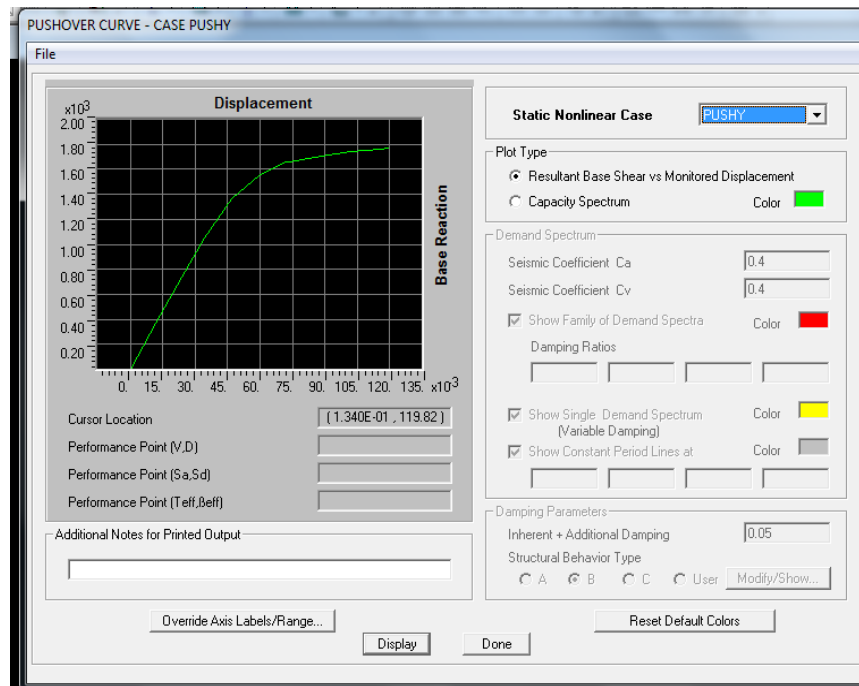 PUSHOVER CURVE - CASE PUSHY
File
Displacement
x10³
2.00
1.80
1.60
1.40
1.20
1.00
0.80
0.60
0.40
0.20
Base Reaction
0. 15. 30. 45. 60. 75. 90. 105. 120. 135. x10⁻³
Cursor Location (1.340E-01 , 119.82 )
Performance Point (V,D)
Performance Point (Sa,Sd)
Performance Point (Teff,ßeff)
Additional Notes for Printed Output
Static Nonlinear Case PUSHY
Plot Type
Resultant Base Shear vs Monitored Displacement
Capacity Spectrum Color
Demand Spectrum
Seismic Coefficient Ca 0.4
Seismic Coefficient Cv 0.4
Show Family of Demand Spectra Color
Damping Ratios
Show Single Demand Spectrum Color
(Variable Damping)
Show Constant Period Lines at Color
Damping Parameters
Inherent + Additional Damping 0.05
Structural Behavior Type
A B C User Modify/Show...
Override Axis Labels/Range... Reset Default Colors
Display Done